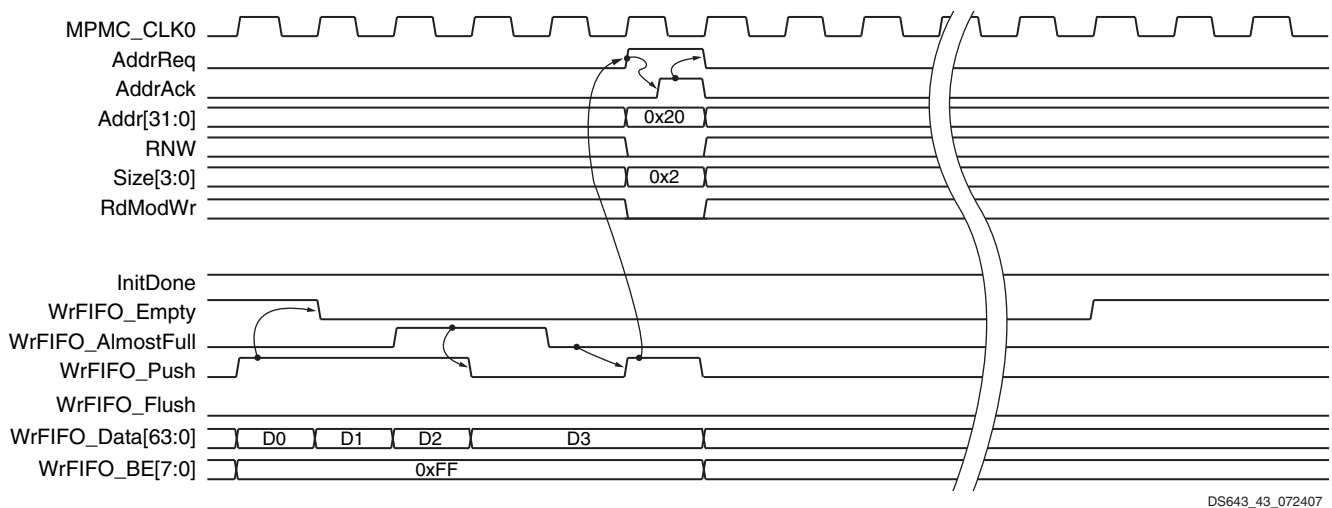 MPMC_CLK0
AddrReq
AddrAck
Addr[31:0] 0x20
RNW
Size[3:0] 0x2
RdModWr
InitDone
WrFIFO_Empty
WrFIFO_AlmostFull
WrFIFO_Push
WrFIFO_Flush
WrFIFO_Data[63:0] D0 D1 D2 D3
WrFIFO_BE[7:0] 0xFF
DS643_43_072407